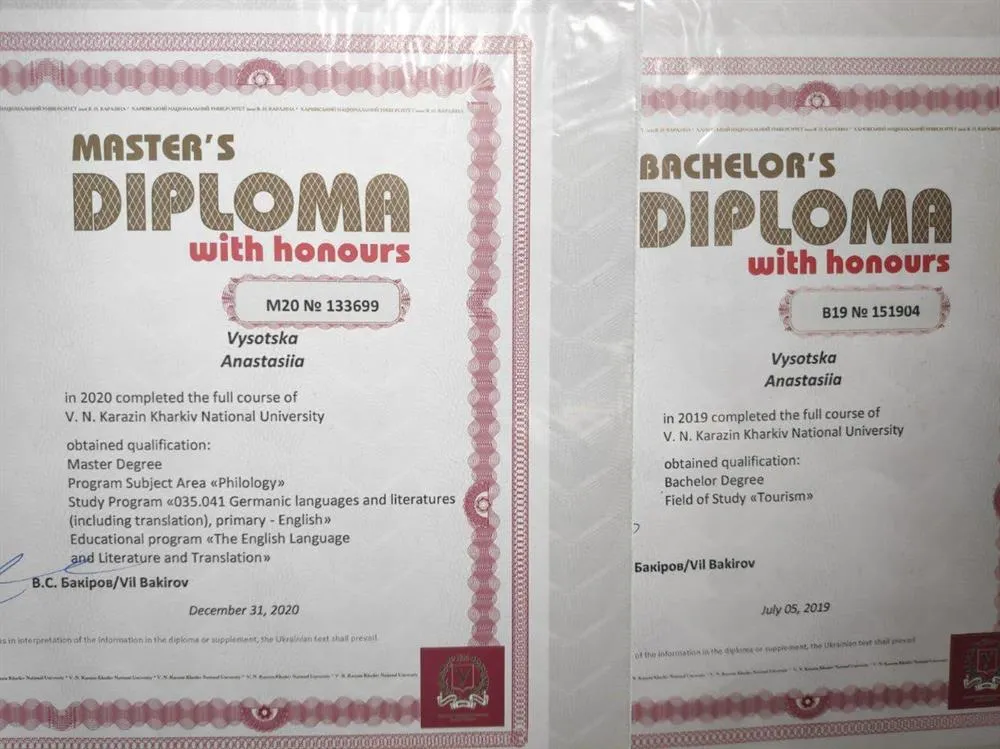 MASTER'S
DIPLOMA
with honours
M20 № 133699
Vysotska
Anastasiia
in 2020 completed the full course of
V. N. Karazin Kharkiv National University
obtained qualification:
Master Degree
Program Subject Area «Philology»
Study Program «035.041 Germanic languages and literatures
(including translation), primary - English»
Educational program «The English Language
and Literature and Translation»
В.С. Бакіров/Vil Bakirov
December 31, 2020
in interpretation of the information in the diploma or supplement, the Ukrainian text shall prevail.
BACHELOR'S
DIPLOMA
with honours
B19 № 151904
Vysotska
Anastasiia
in 2019 completed the full course of
V. N. Karazin Kharkiv National University
obtained qualification:
Bachelor Degree
Field of Study «Tourism»
Бакіров/Vil Bakirov
July 05, 2019
of the information in the diploma or supplement, the Ukrainian text shall prevail